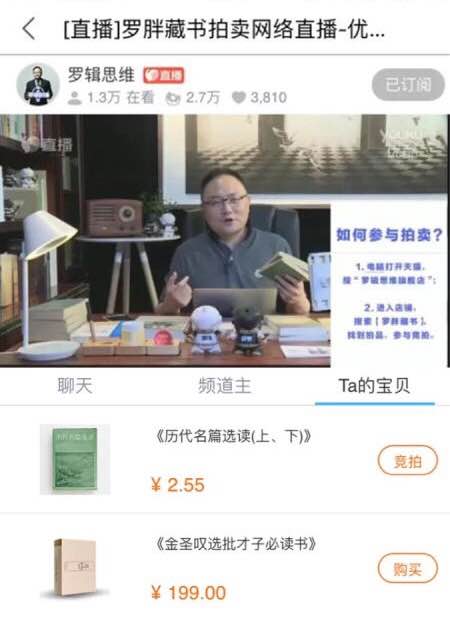 [直播]罗胖藏书拍卖网络直播-优...
罗辑思维 直播
1.3万 在看 2.7万 3,810
已订阅
直播
YOUKU
如何参与拍卖？
1、电脑打开天猫，
搜“罗辑思维旗舰店”；
2、进入店铺，
搜索【罗胖藏书】，
找到拍品，参与竞拍。
聊天 频道主 Ta的宝贝
《历代名篇选读(上、下)》
¥ 2.55
竞拍
《金圣叹选批才子必读书》
¥ 199.00
购买